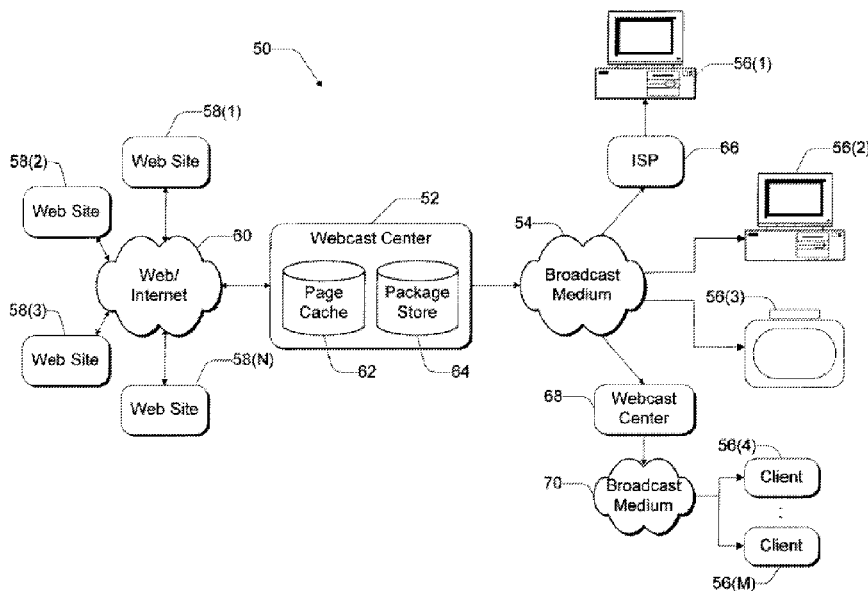 50
56(1)
58(1)
Web Site
58(2)
Web Site
ISP
66
56(2)
52
60
Webcast Center
54
Web/
Internet
Page
Cache
Package
Store
Broadcast
Medium
58(3)
Web Site
56(3)
62
64
58(N)
Web Site
68
Webcast
Center
56(4)
Client
70
Broadcast
Medium
:
Client
56(M)